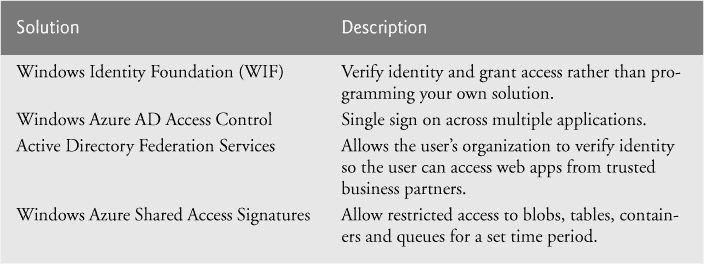 Solution Description
Windows Identity Foundation (WIF) Verify identity and grant access rather than pro-
gramming your own solution.
Windows Azure AD Access Control Single sign on across multiple applications.
Active Directory Federation Services Allows the user's organization to verify identity
so the user can access web apps from trusted
business partners.
Windows Azure Shared Access Signatures Allow restricted access to blobs, tables, contain-
ers and queues for a set time period.